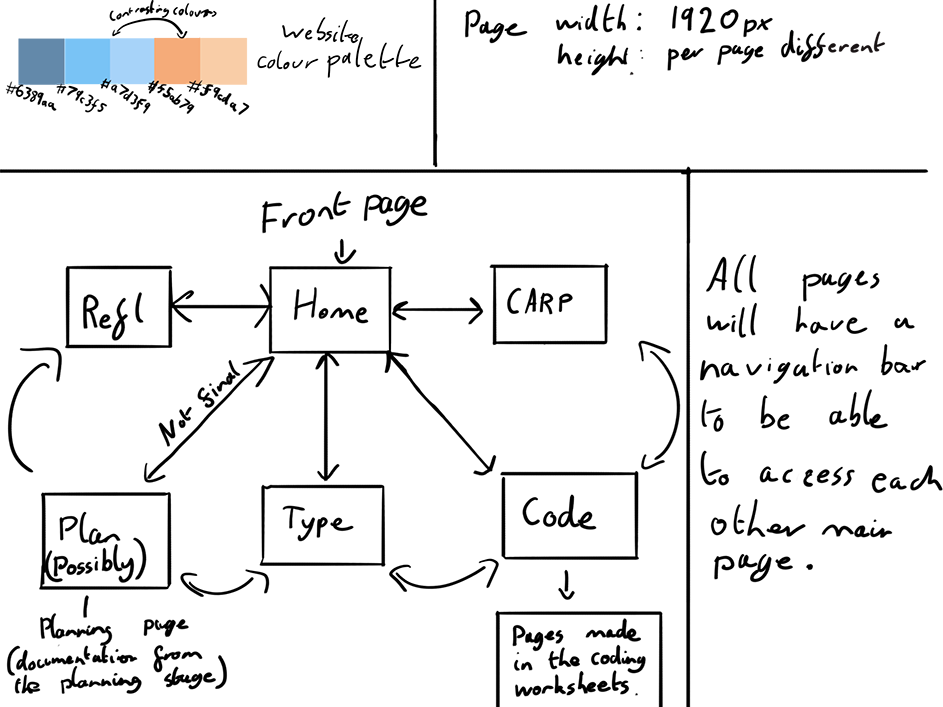 Contrasting colours
website
colour palette
#6389aa #79c3f5 #a7d3f9 #f5ab79 #f9cda7
Page width: 1920px
height: per page different
Front page
Refl
Home
CARP
Not final
Plan
(Possibly)
Type
Code
Planning page
(documentation from
the planning stage)
Pages made
in the coding
worksheets.
All pages
will have a
navigation bar
to be able
to access each
other main
page.